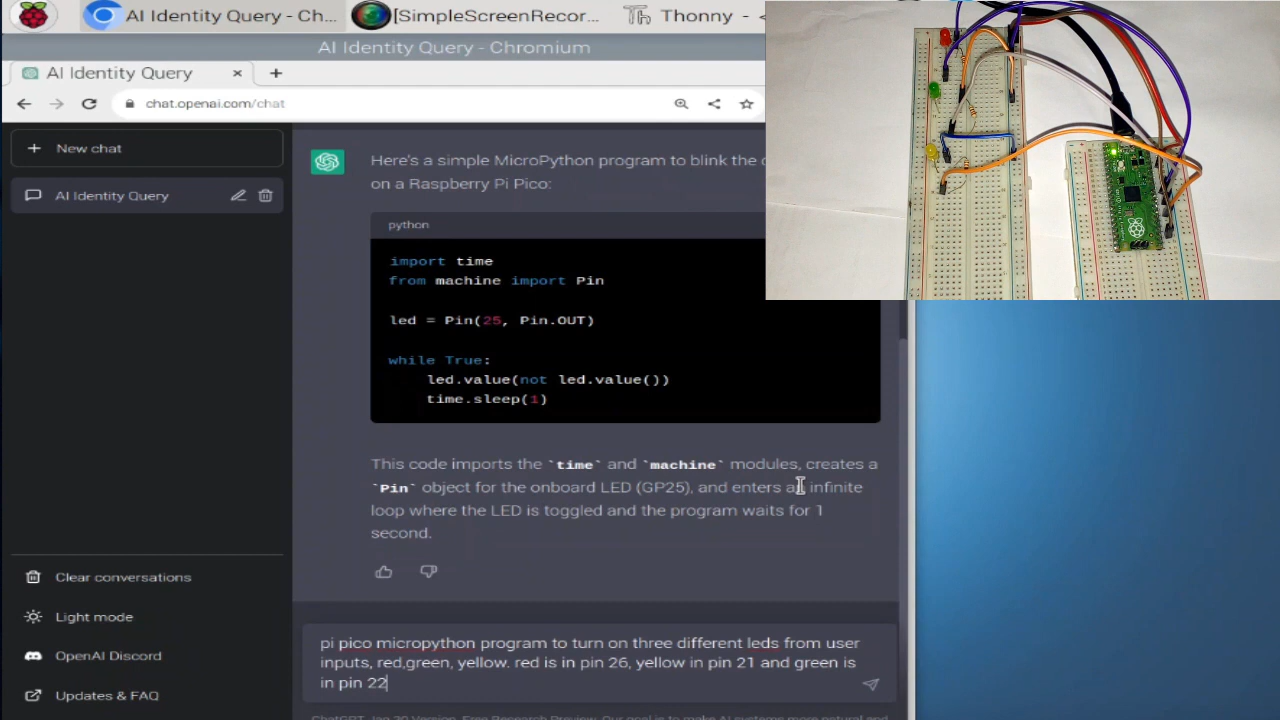 AI Identity Query - Ch...
[SimpleScreenRecor...
Thonny -
AI Identity Query - Chromium
AI Identity Query
chat.openai.com/chat
New chat
AI Identity Query
Here's a simple MicroPython program to blink the
on a Raspberry Pi Pico:
python
import time
from machine import Pin
led = Pin(25, Pin.OUT)
while True:
led.value(not led.value())
time.sleep(1)
This code imports the `time` and `machine` modules, creates a
`Pin` object for the onboard LED (GP25), and enters an infinite
loop where the LED is toggled and the program waits for 1
second.
Clear conversations
Light mode
OpenAI Discord
Updates & FAQ
pi pico micropython program to turn on three different leds from user
inputs, red,green, yellow. red is in pin 26, yellow in pin 21 and green is
in pin 22